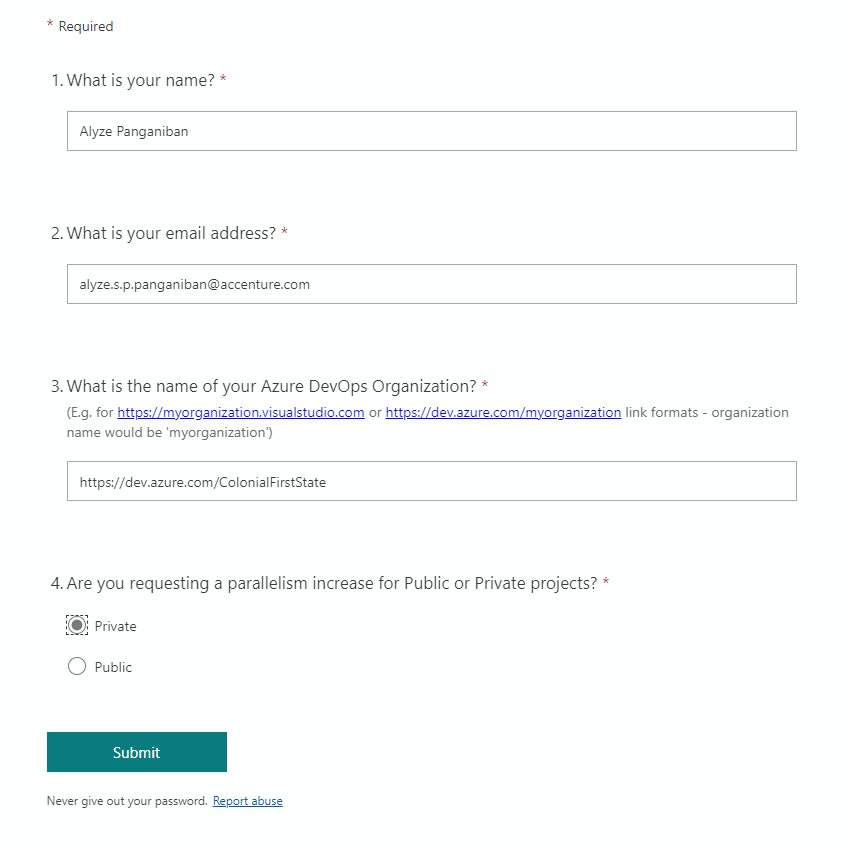 * Required
1. What is your name? *
Alyze Panganiban
2. What is your email address? *
alyze.s.p.panganiban@accenture.com
3. What is the name of your Azure DevOps Organization? *
(E.g. for https://myorganization.visualstudio.com or https://dev.azure.com/myorganization link formats - organization
name would be 'myorganization')
https://dev.azure.com/ColonialFirstState
4. Are you requesting a parallelism increase for Public or Private projects? *
Private
Public
Submit
Never give out your password. Report abuse